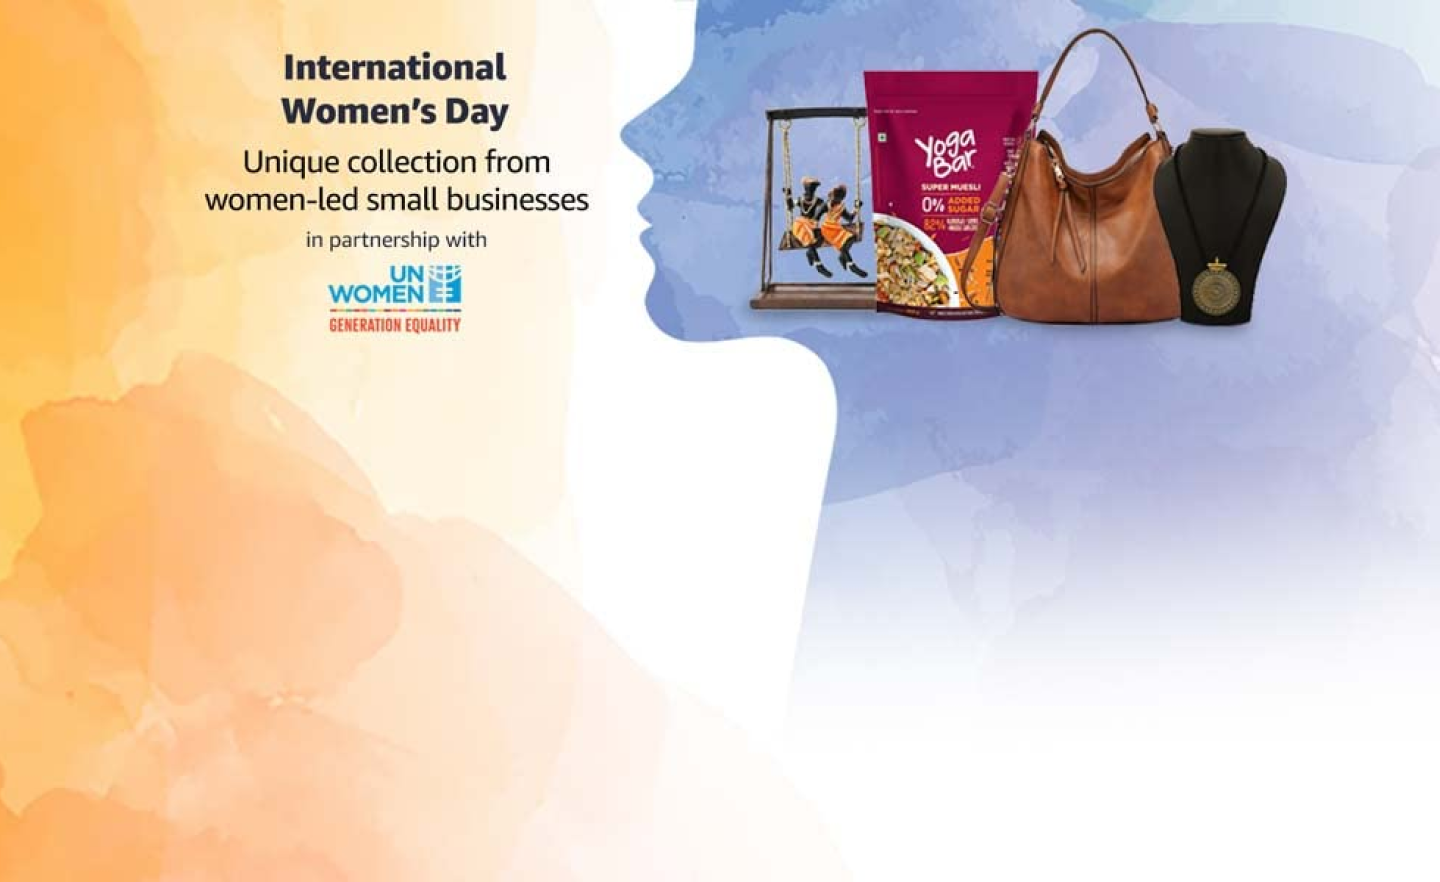 International
Women's Day
Unique collection from
women-led small businesses
in partnership with
UN
WOMEN
GENERATION EQUALITY
Yoga
Bar
SUPER MUESLI
0% ADDED
SUGAR
82%